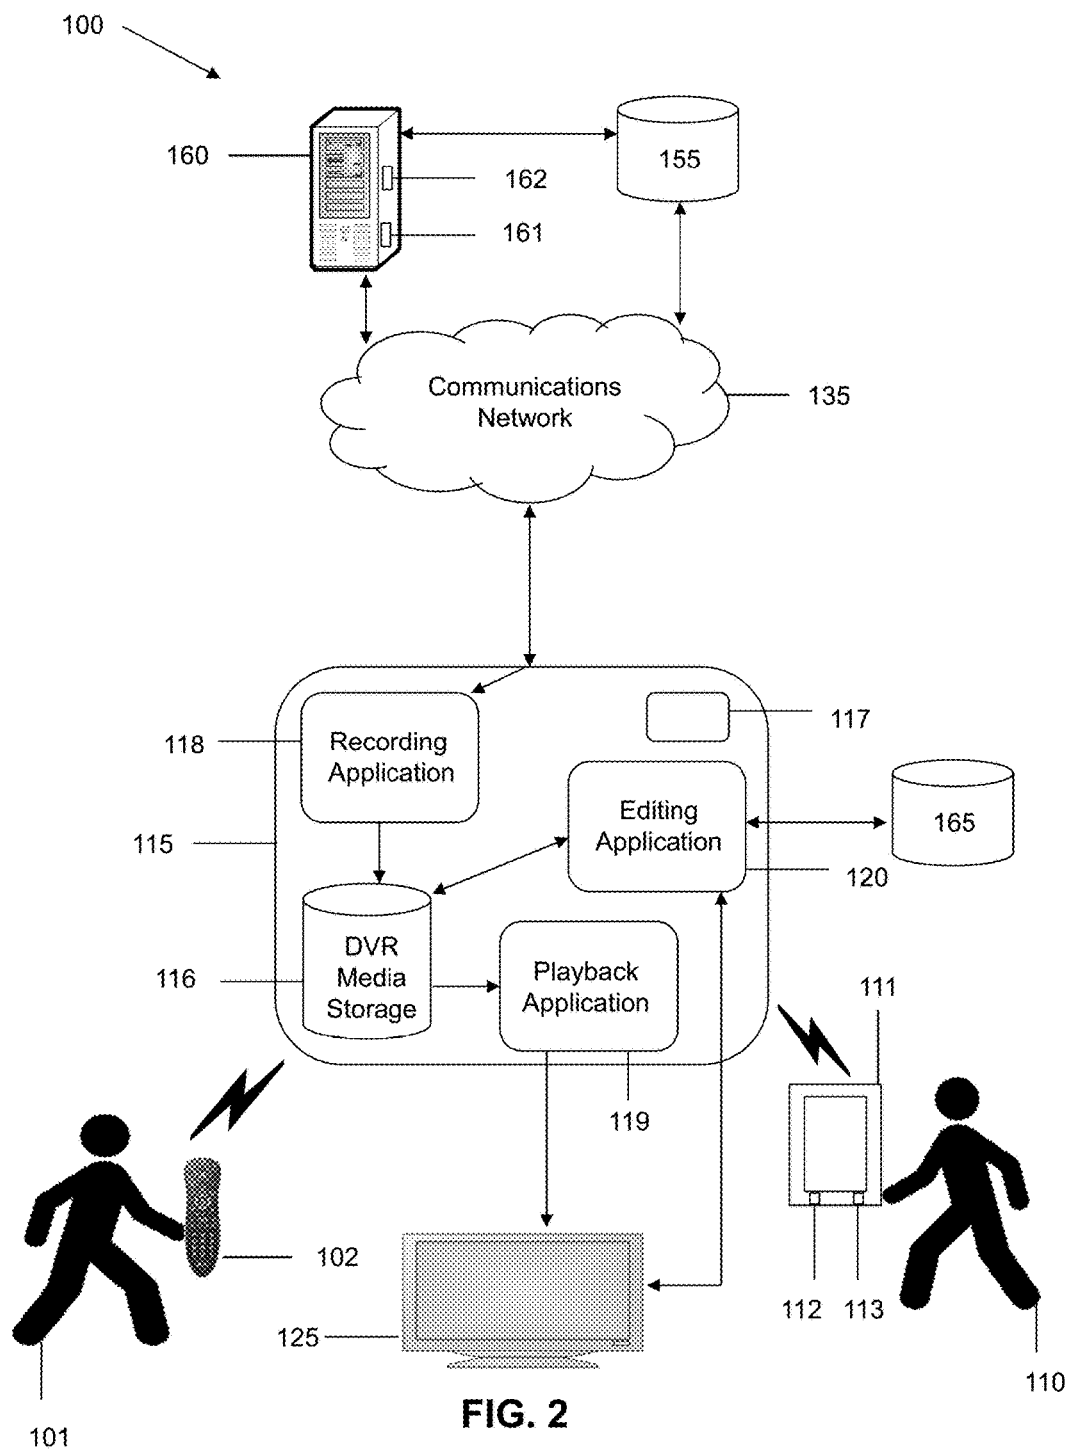 100
160
162
155
161
Communications
Network
135
118
Recording
Application
117
115
Editing
Application
165
120
116
DVR
Media
Storage
Playback
Application
111
119
102
112
113
125
110
101
FIG. 2